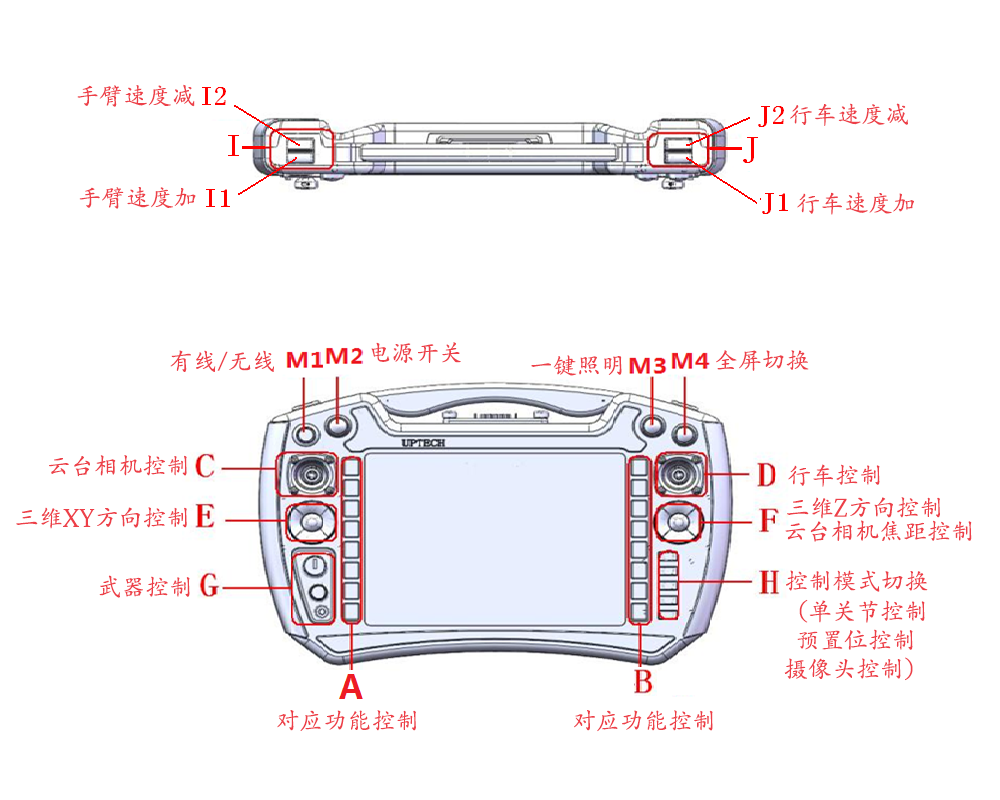 手臂速度减 I2
J2 行车速度减
I
J
手臂速度加 I1
J1 行车速度加
有线/无线 M1
M2 电源开关
一键照明 M3
M4 全屏切换
UPTECH
云台相机控制 C
D 行车控制
三维XY方向控制 E
F 三维Z方向控制
云台相机焦距控制
武器控制 G
H 控制模式切换
(单关节控制
预置位控制
摄像头控制)
A
B
对应功能控制
对应功能控制